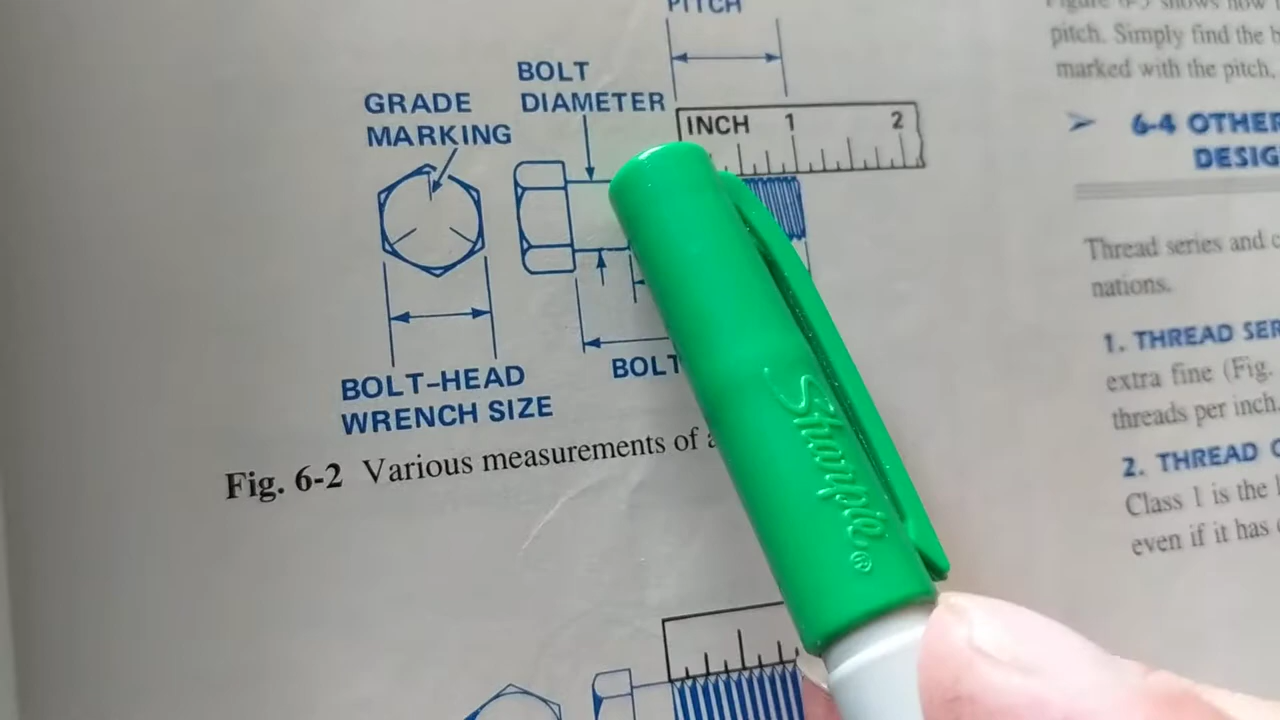 PITCH
BOLT
DIAMETER
GRADE
MARKING
INCH 1 2
BOLT-HEAD
WRENCH SIZE
BOLT
Fig. 6-2 Various measurements of
Sharpie®
pitch. Simply find the
marked with the pitch,
➢ 6-4 OTHER
DESIG
Thread series and
nations.
1. THREAD SER
extra fine (Fig.
threads per inch.
2. THREAD
Class 1 is the
even if it has